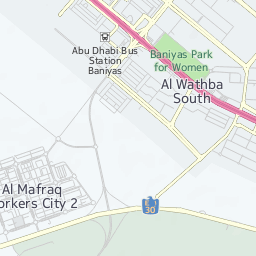 Abu Dhabi Bus
Station
Baniyas
Baniyas Park
for Women
Al Wathba
South
Al Mafraq
orkers City 2
30